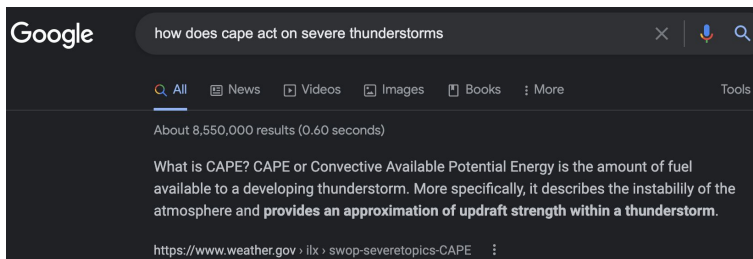 Google
how does cape act on severe thunderstorms
All News Videos Images Books More Tools
About 8,550,000 results (0.60 seconds)
What is CAPE? CAPE or Convective Available Potential Energy is the amount of fuel
available to a developing thunderstorm. More specifically, it describes the instabilily of the
atmosphere and provides an approximation of updraft strength within a thunderstorm.
https://www.weather.gov › ilx › swop-severetopics-CAPE